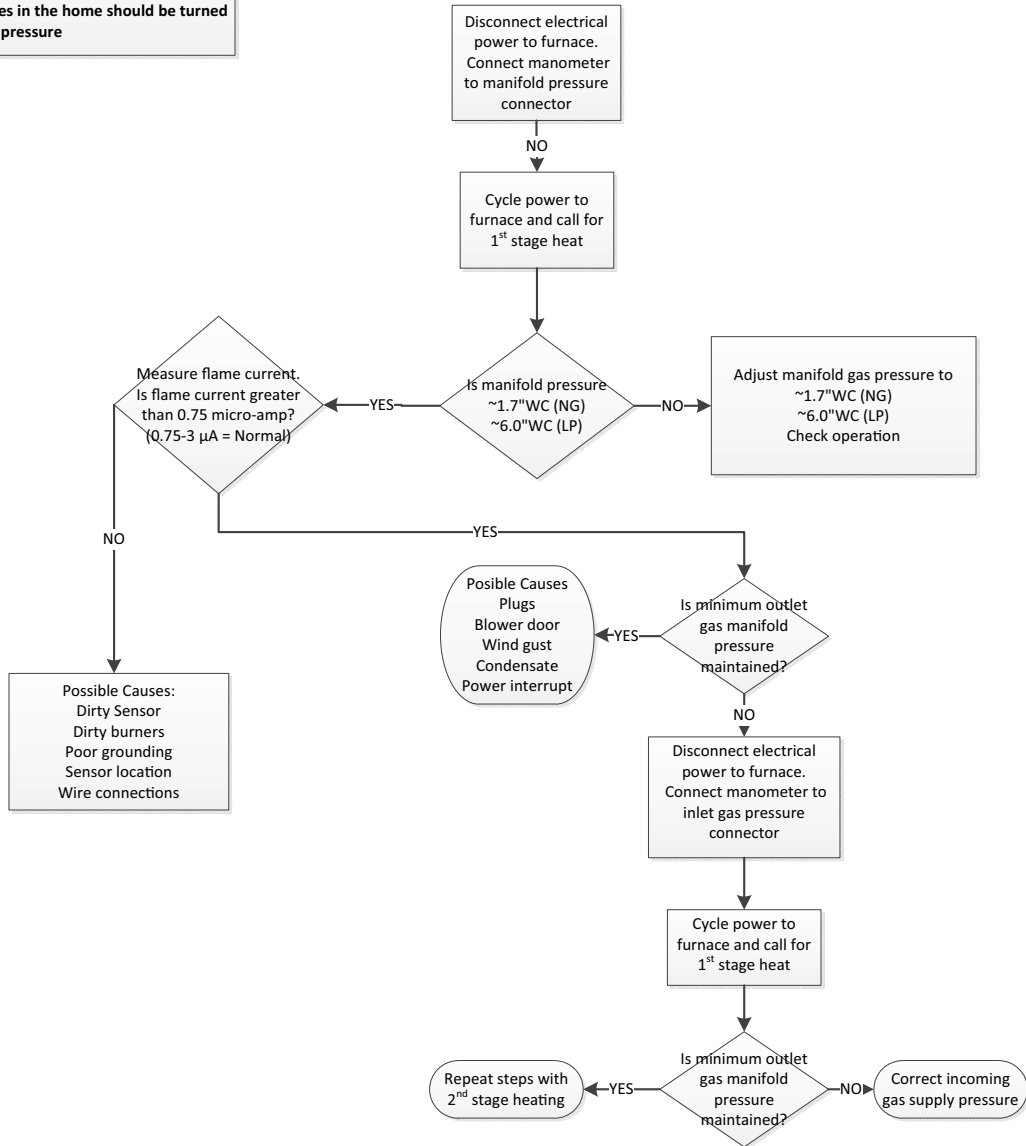 es in the home should be turned
pressure
Disconnect electrical
power to furnace.
Connect manometer
to manifold pressure
connector
NO
Cycle power to
furnace and call for
1st stage heat
Measure flame current.
Is flame current greater
than 0.75 micro-amp?
(0.75-3 µA = Normal)
YES
Is manifold pressure
~1.7"WC (NG)
~6.0"WC (LP)
NO
Adjust manifold gas pressure to
~1.7"WC (NG)
~6.0"WC (LP)
Check operation
NO
YES
Posible Causes
Plugs
Blower door
Wind gust
Condensate
Power interrupt
YES
Is minimum outlet
gas manifold
pressure
maintained?
NO
Possible Causes:
Dirty Sensor
Dirty burners
Poor grounding
Sensor location
Wire connections
Disconnect electrical
power to furnace.
Connect manometer to
inlet gas pressure
connector
Cycle power to
furnace and call for
1st stage heat
Repeat steps with
2nd stage heating
YES
Is minimum outlet
gas manifold
pressure
maintained?
NO
Correct incoming
gas supply pressure